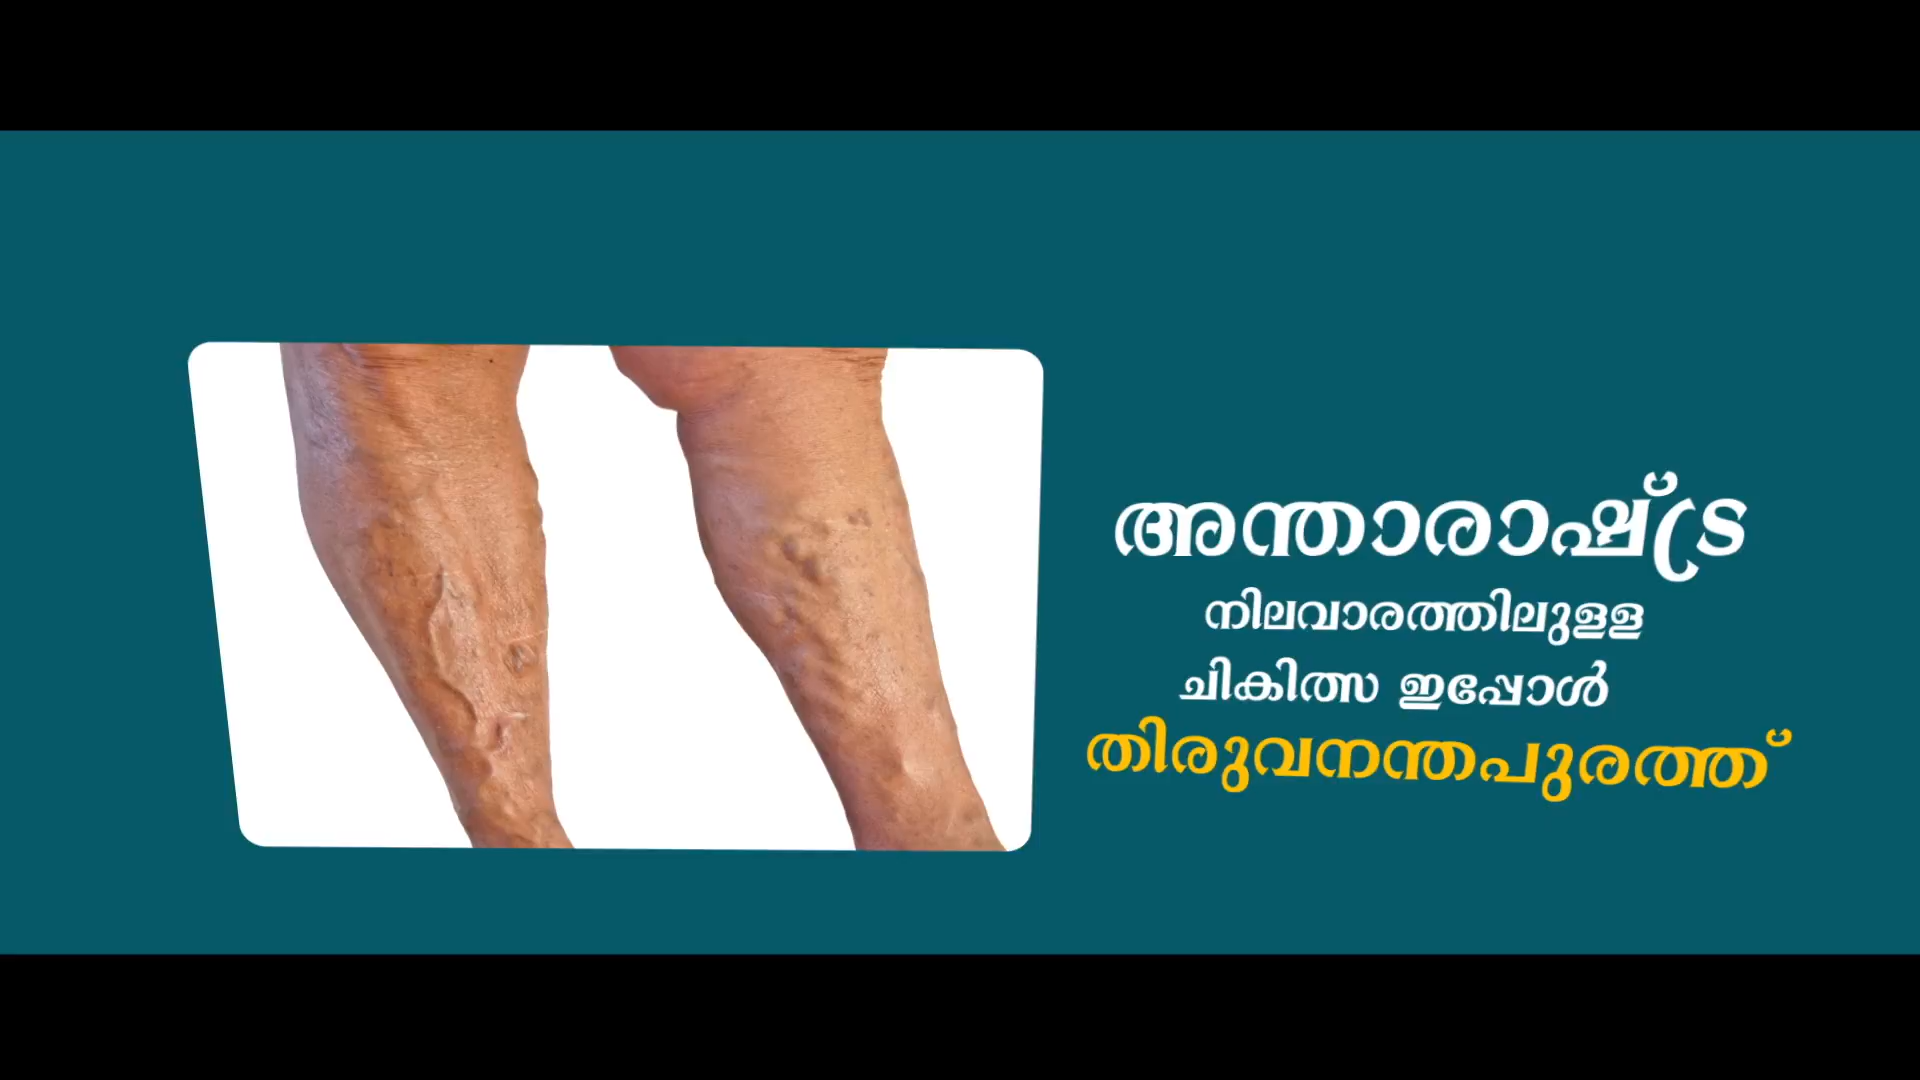 അന്താരാഷ്ട്ര
നിലവാരത്തിലുള്ള
ചികിത്സ ഇപ്പോൾ
തിരുവനന്തപുരത്ത്